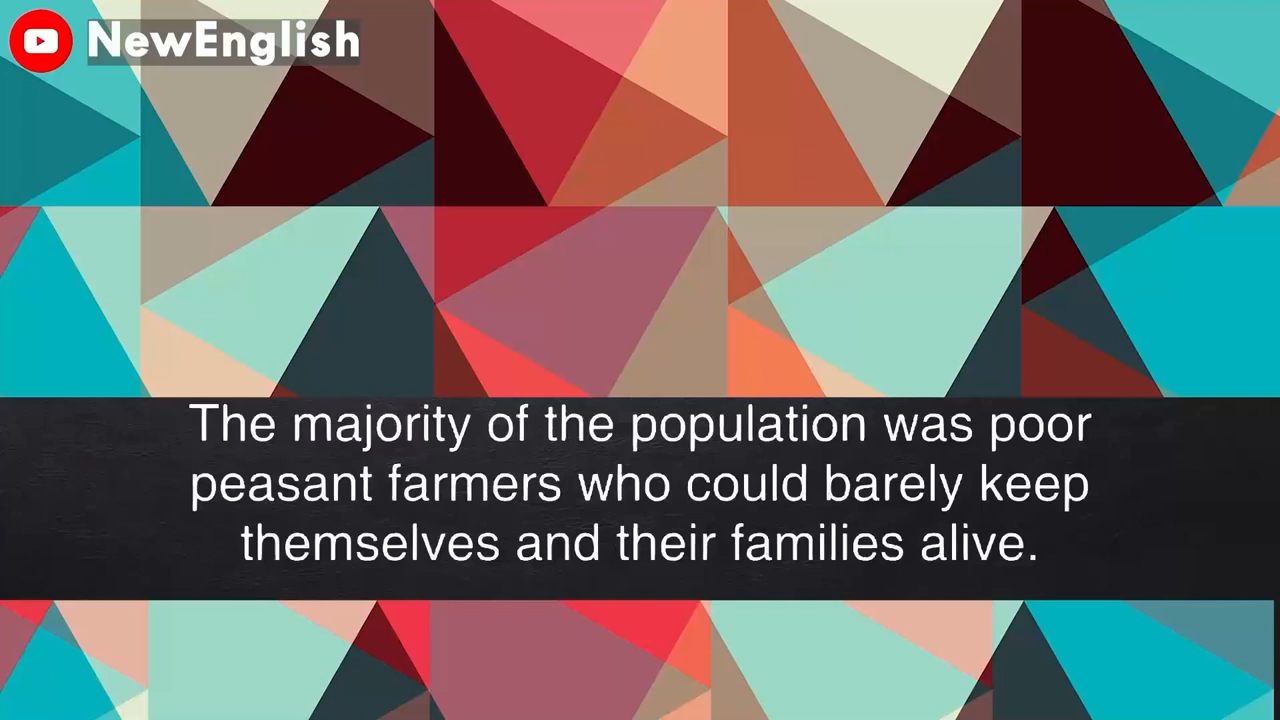 NewEnglish
The majority of the population was poor
peasant farmers who could barely keep
themselves and their families alive.